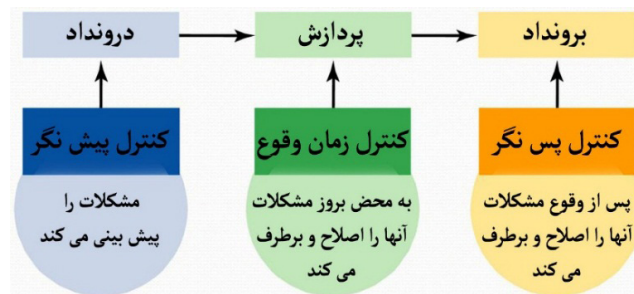 درونداد
پردازش
برونداد
کنترل پیش نگر
کنترل زمان وقوع
کنترل پس نگر
مشکلات را
پیش بینی می کند
به محض بروز مشکلات
آنها را اصلاح و برطرف
می کند
پس از وقوع مشکلات
آنها را اصلاح و برطرف می
کند